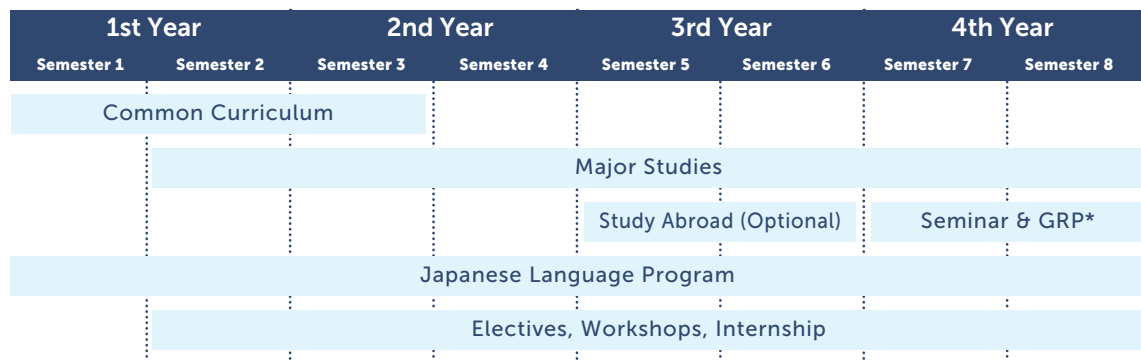 1st Year 2nd Year 3rd Year 4th Year
Semester 1 Semester 2 Semester 3 Semester 4 Semester 5 Semester 6 Semester 7 Semester 8
Common Curriculum
Major Studies
Study Abroad (Optional) Seminar & GRP*
Japanese Language Program
Electives, Workshops, Internship